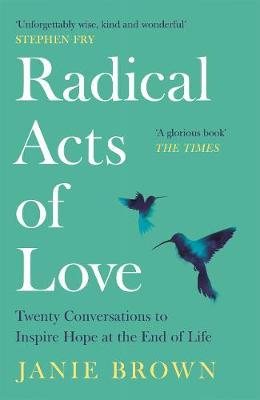 'Unforgettably wise, kind and wonderful'
STEPHEN FRY
Radical
Acts
of
Love
'A glorious book'
THE TIMES
Twenty Conversations to
Inspire Hope at the End of Life
JANIE BROWN